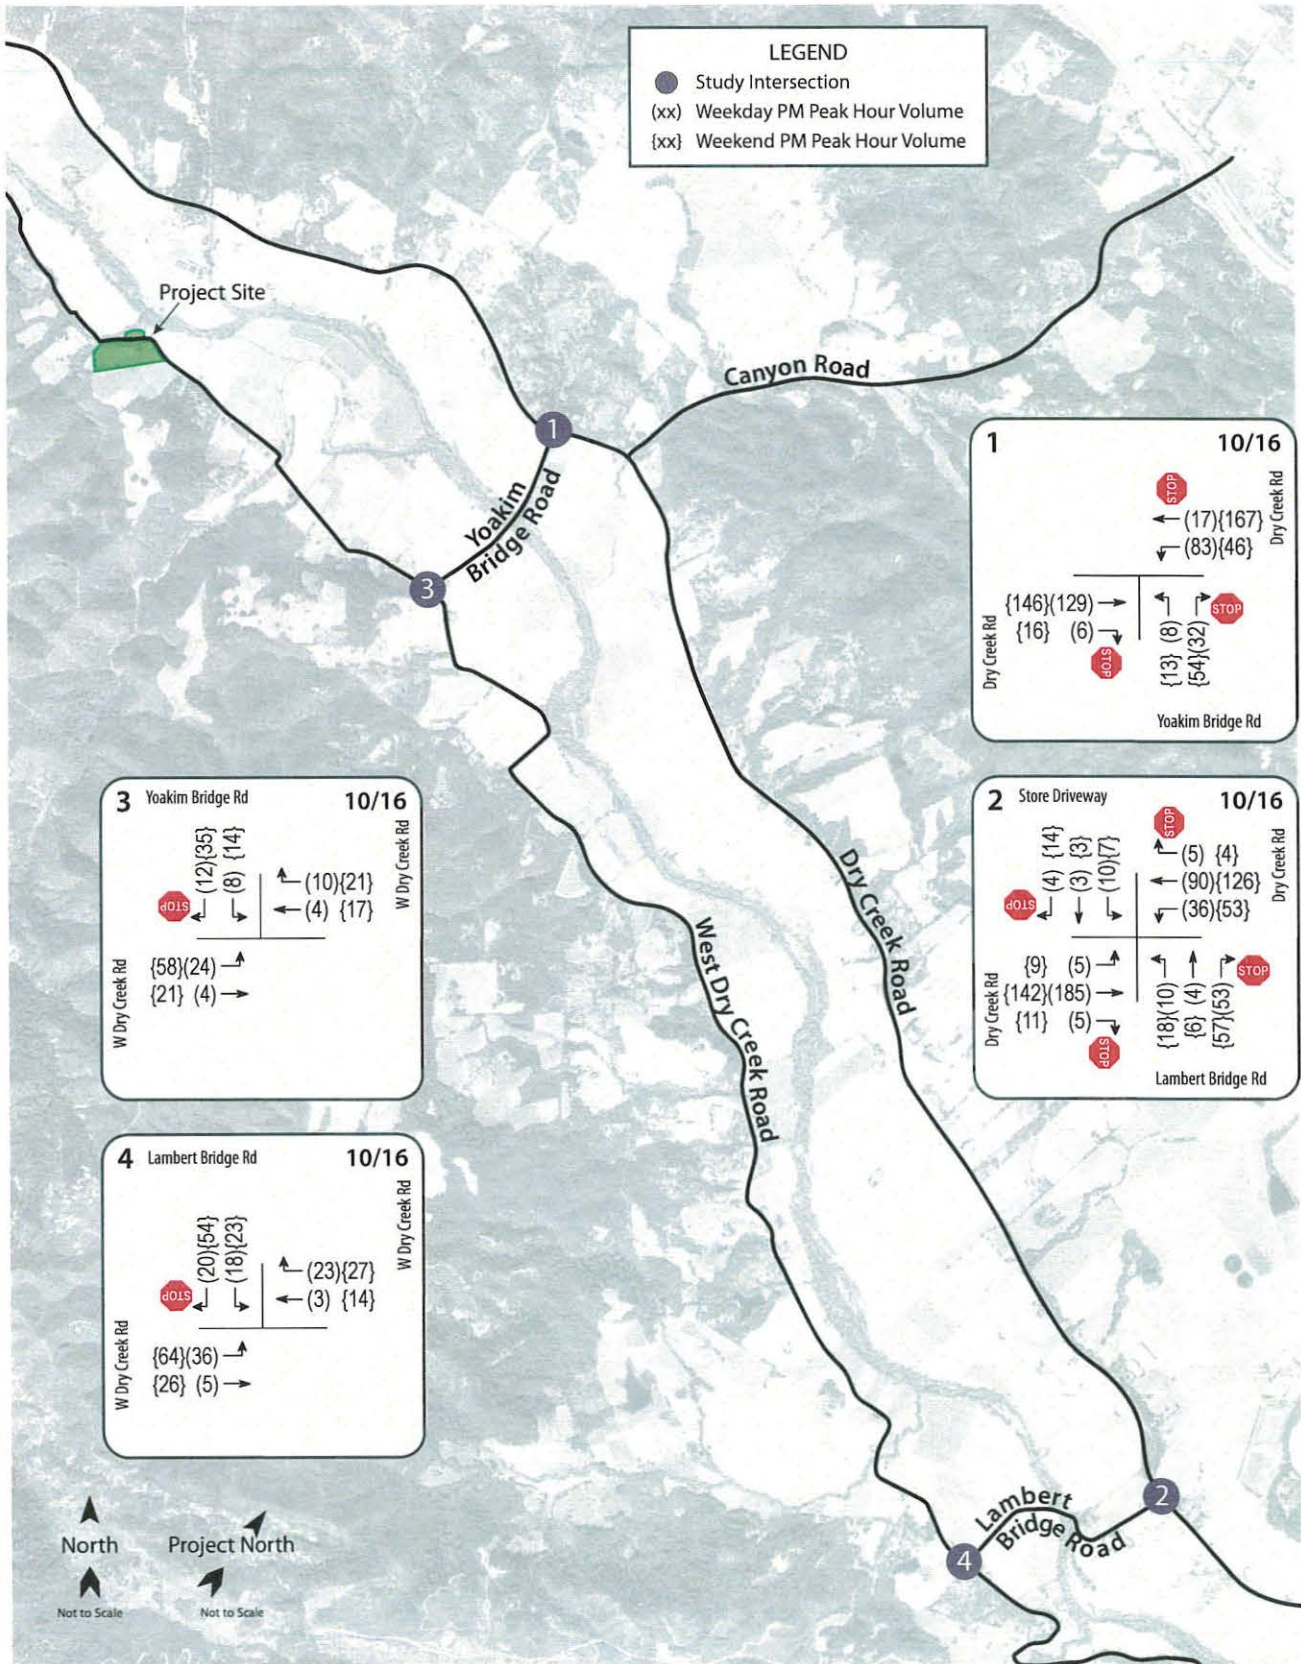 LEGEND
Study Intersection
(xx) Weekday PM Peak Hour Volume
{xx} Weekend PM Peak Hour Volume
Project Site
Canyon Road
1
Yoakim
Bridge Road
3
Dry Creek Road
West Dry Creek Road
Lambert
Bridge Road
2
4
1 10/16
STOP
(17){167}
(83){46}
Dry Creek Rd
{146}(129)
{16} (6)
STOP
Dry Creek Rd
{13} (8)
{54}(32)
STOP
Yoakim Bridge Rd
2 Store Driveway 10/16
STOP
(4) {14}
(3) {3}
(10){7}
STOP
(5) {4}
(90){126}
(36){53}
Dry Creek Rd
{9} (5)
{142}(185)
{11} (5)
STOP
Dry Creek Rd
{18}(10)
{6} (4)
{57}(53)
STOP
Lambert Bridge Rd
3 Yoakim Bridge Rd 10/16
STOP
(12){35}
(8) {14}
(10){21}
(4) {17}
W Dry Creek Rd
{58}(24)
{21} (4)
W Dry Creek Rd
4 Lambert Bridge Rd 10/16
STOP
(20){54}
(18){23}
(23){27}
(3) {14}
W Dry Creek Rd
{64}(36)
{26} (5)
W Dry Creek Rd
North
Not to Scale
Project North
Not to Scale